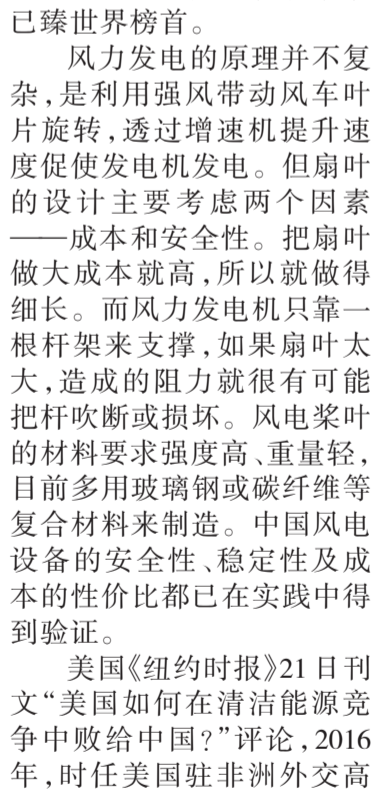 已臻世界榜首。
风力发电的原理并不复
杂,是利用强风带动风车叶
片旋转,透过增速机提升速
度促使发电机发电。但扇叶
的设计主要考虑两个因素
——成本和安全性。把扇叶
做大成本就高,所以就做得
细长。而风力发电机只靠一
根杆架来支撑,如果扇叶太
大,造成的阻力就很有可能
把杆吹断或损坏。风电桨叶
的材料要求强度高、重量轻,
目前多用玻璃钢或碳纤维等
复合材料来制造。中国风电
设备的安全性、稳定性及成
本的性价比都已在实践中得
到验证。
美国《纽约时报》21日刊
文“美国如何在清洁能源竞
争中败给中国?”评论,2016
年,时任美国驻非洲外交高